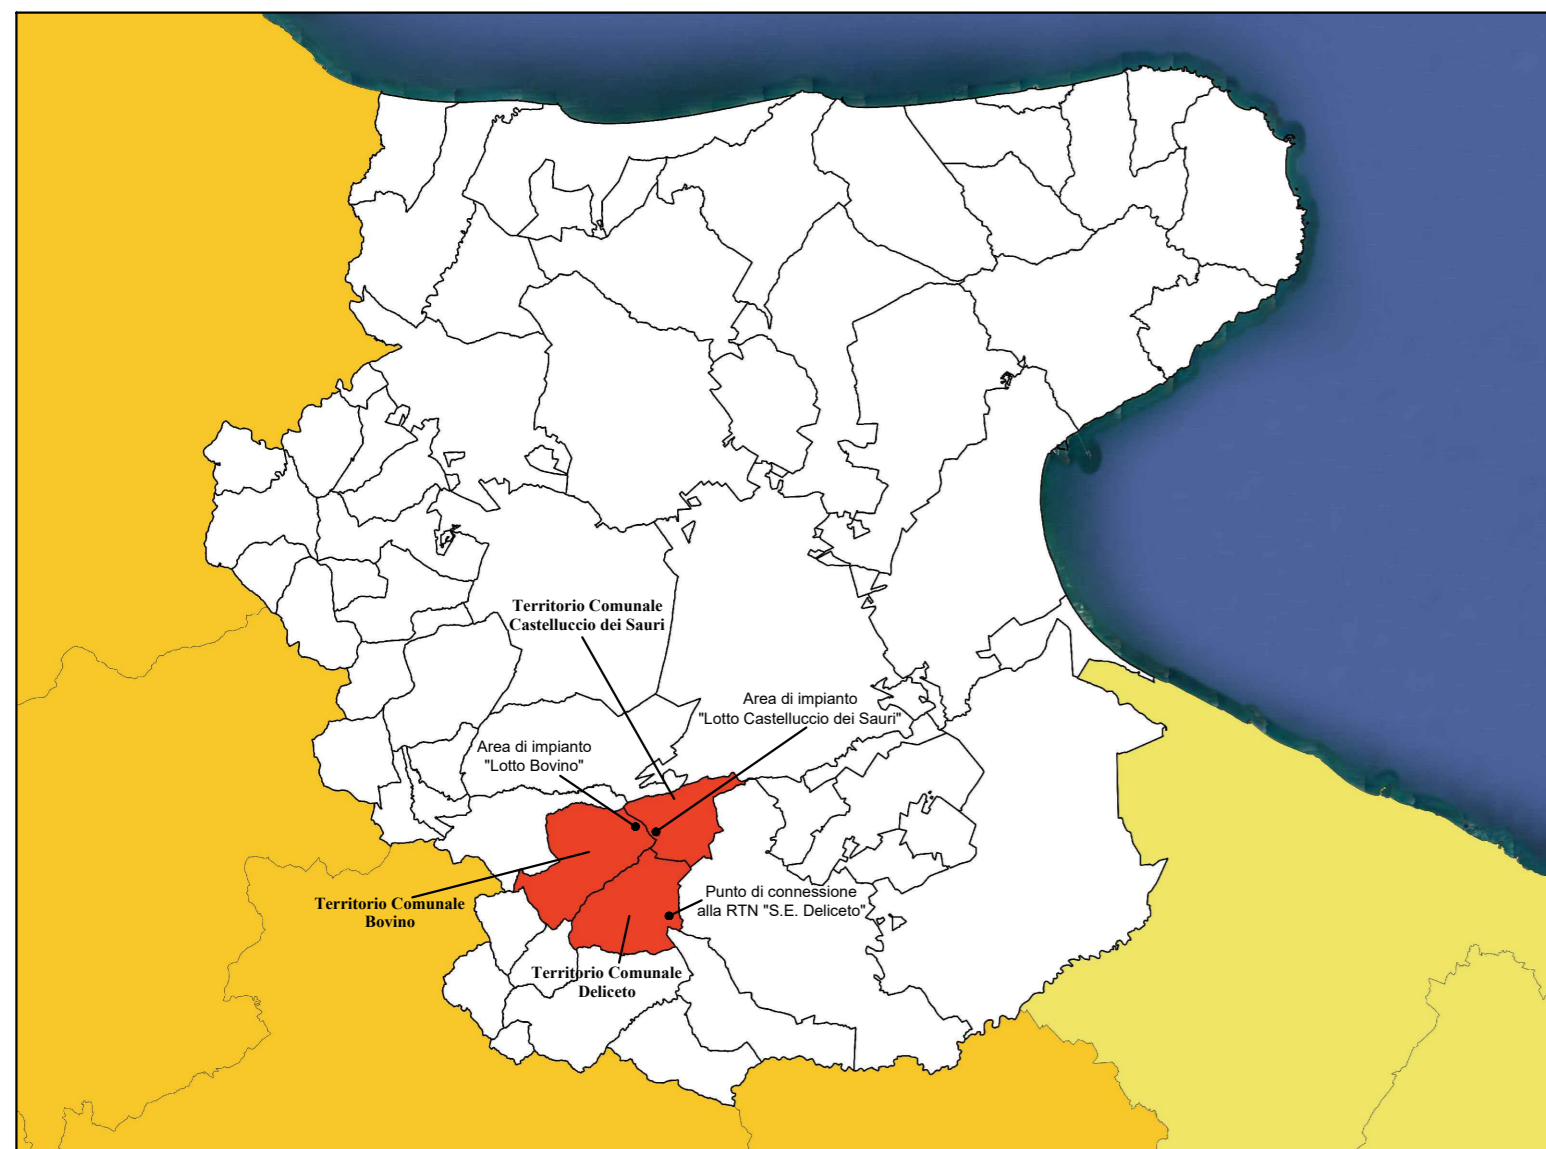 Territorio Comunale
Castelluccio dei Sauri
Area di impianto
"Lotto Castelluccio dei Sauri"
Area di impianto
"Lotto Bovino"
Punto di connessione
alla RTN "S.E. Deliceto"
Territorio Comunale
Bovino
Territorio Comunale
Deliceto